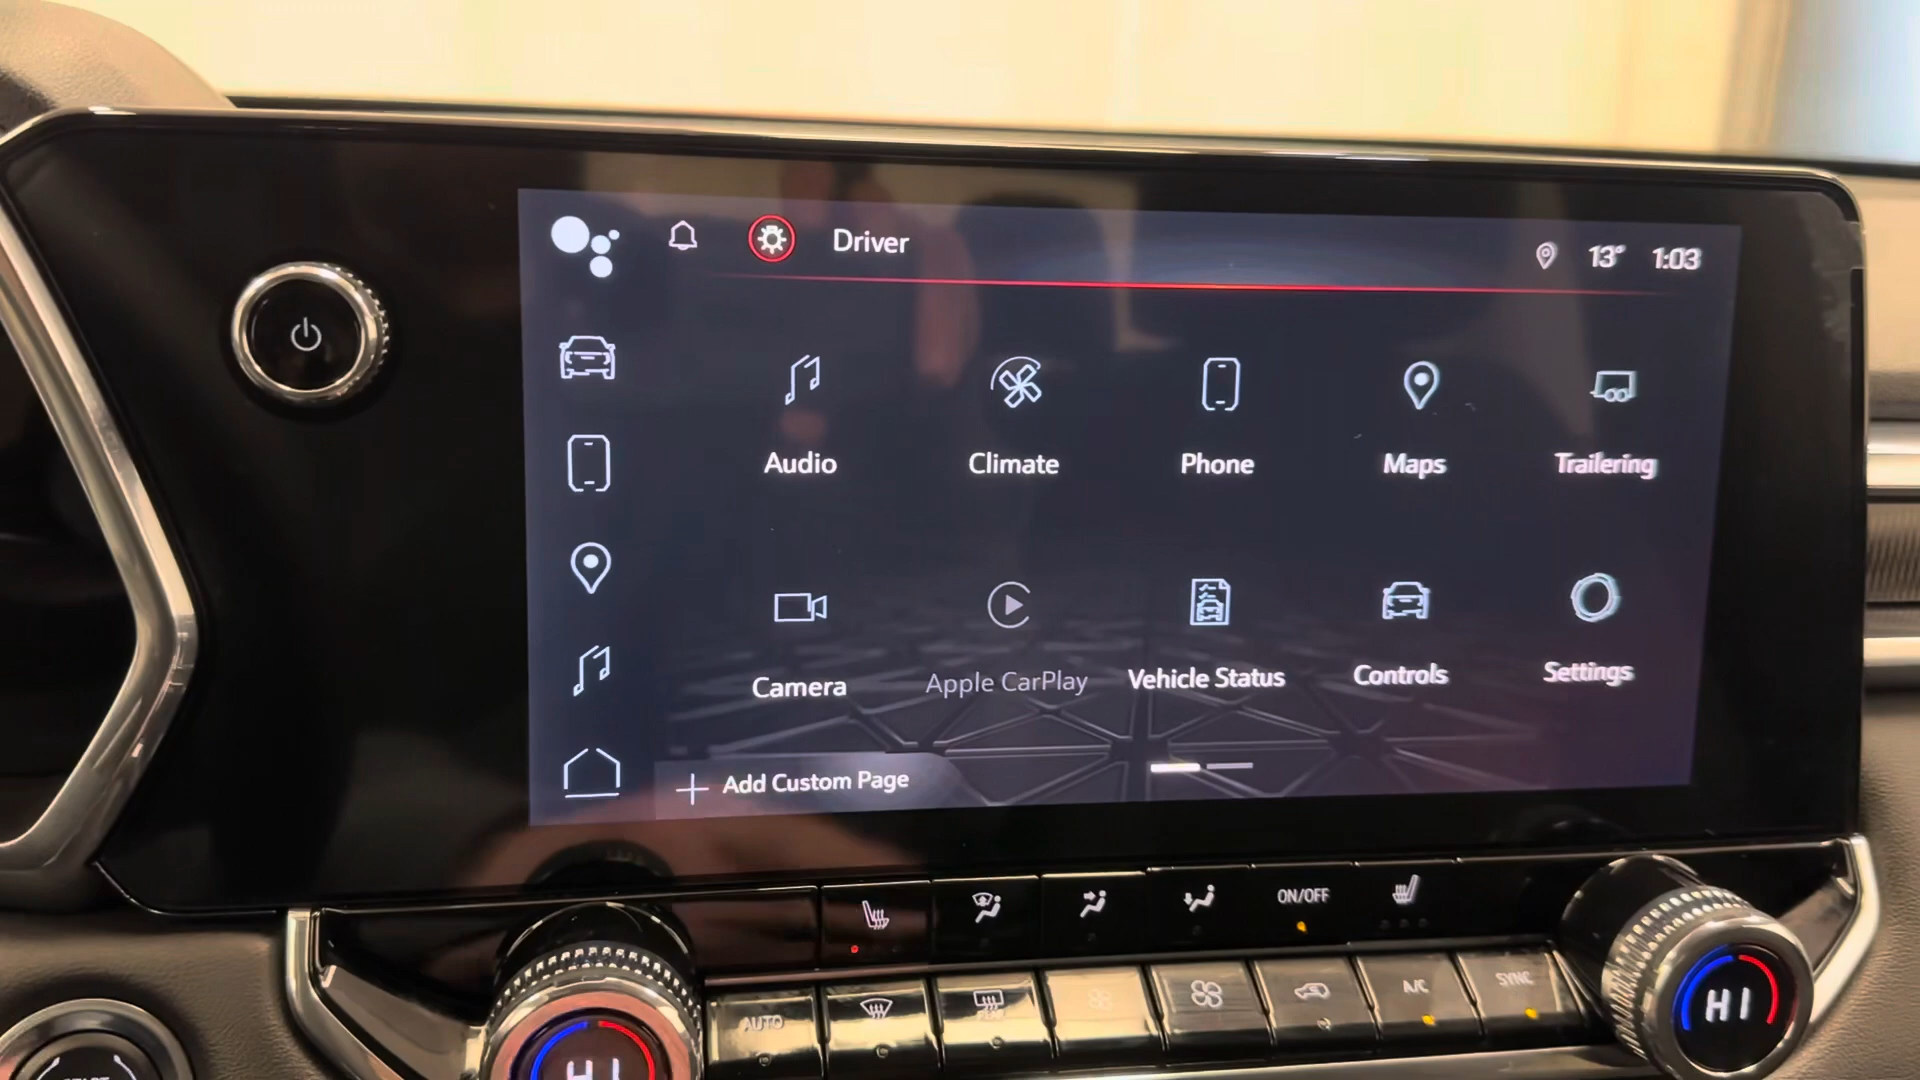 Driver
13° 1:03
Audio Climate Phone Maps Trailering
Camera Apple CarPlay Vehicle Status Controls Settings
Add Custom Page
ON/OFF
AUTO A/C SYNC
HI HI